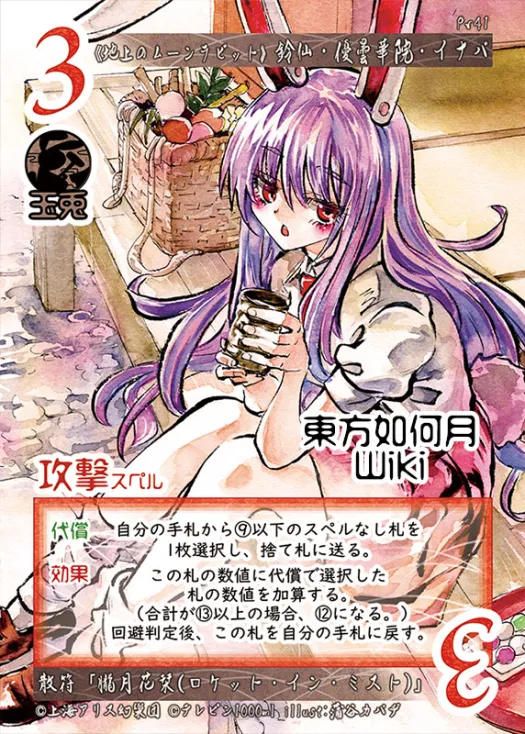 Pr41
3
《地上のムーンラビット》 鈴仙・優曇華院・イナバ
玉兎
東方如何月
Wiki
攻撃スペル
代償 自分の手札から⑨以下のスペルなし札を
1枚選択し、捨て札に送る。
効果 この札の数値に代償で選択した
札の数値を加算する。
(合計が⑬以上の場合、⑫になる。)
回避判定後、この札を自分の手札に戻す。
3
散符「朧月花栞(ロケット・イン・ミスト)」
©上海アリス幻樂団 ©テレピン1000ml illust:蒲谷カバヂ